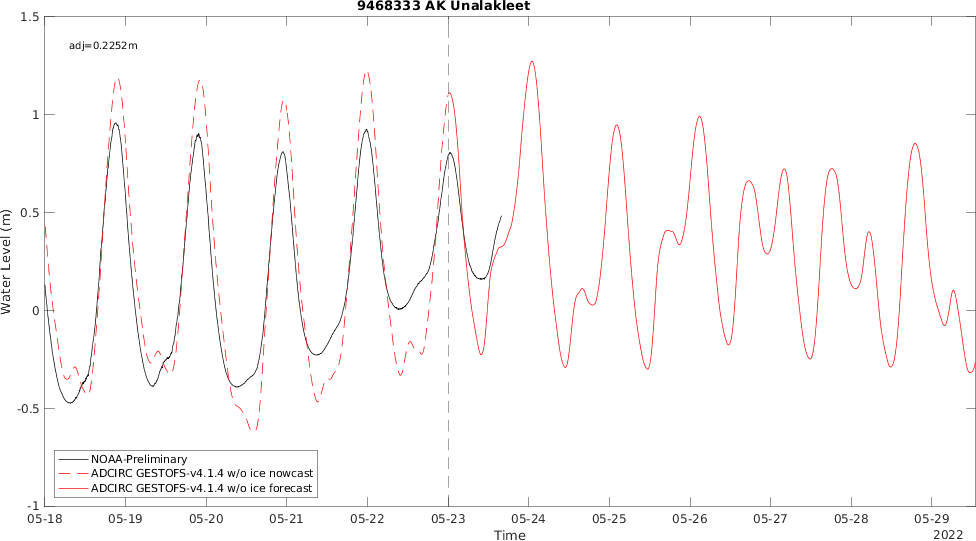 9468333 AK Unalakleet
adj=0.2252m
1.5
1
0.5
0
-0.5
-1
Water Level (m)
NOAA-Preliminary
ADCIRC GESTOFS-v4.1.4 w/o ice nowcast
ADCIRC GESTOFS-v4.1.4 w/o ice forecast
05-18 05-19 05-20 05-21 05-22 05-23 05-24 05-25 05-26 05-27 05-28 05-29
Time
2022